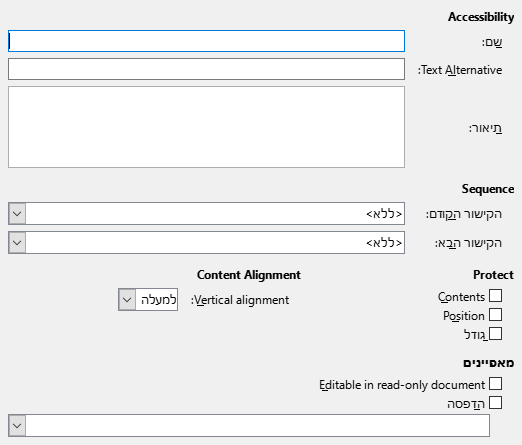 Accessibility
שם:
Text Alternative:
תיאור:
Sequence
הקישור הקודם: <ללא>
הקישור הבא: <ללא>
Protect Content Alignment
Contents Vertical alignment: למעלה
Position
גודל
מאפיינים
Editable in read-only document
הדפסה